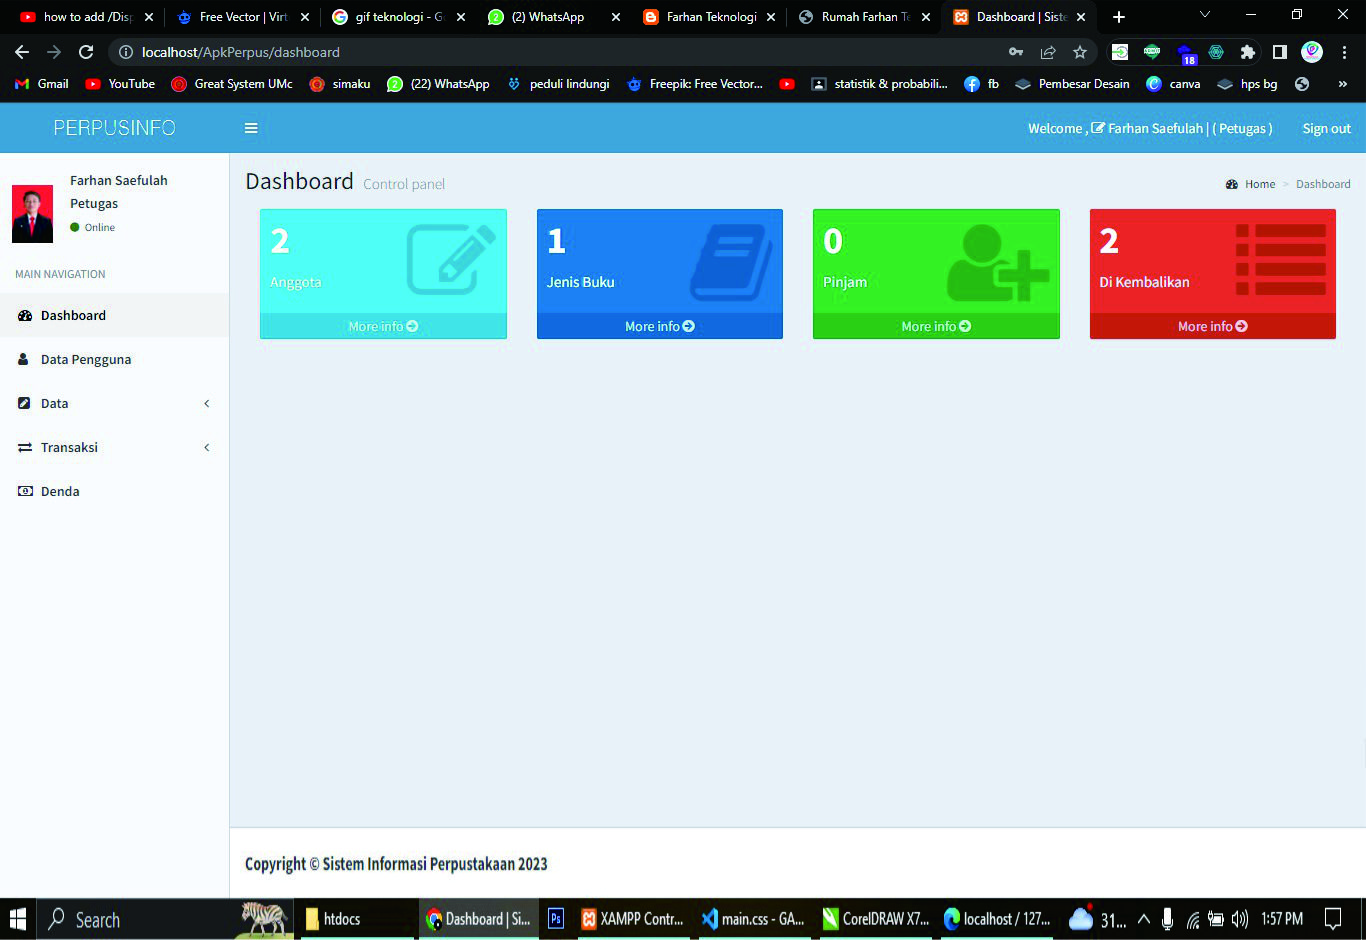 how to add /Disp
Free Vector | Virt
gif teknologi - G
(2) WhatsApp
Farhan Teknologi
Rumah Farhan Te
Dashboard | Siste
localhost/ApkPerpus/dashboard
18
Gmail
YouTube
Great System UMc
simaku
(22) WhatsApp
peduli lindungi
Freepik: Free Vector...
statistik & probabili...
fb
Pembesar Desain
canva
hps bg
»
PERPUSINFO
Welcome , Farhan Saefulah | ( Petugas )
Sign out
Farhan Saefulah
Petugas
Online
MAIN NAVIGATION
Dashboard
Data Pengguna
Data
Transaksi
Denda
Dashboard Control panel
Home > Dashboard
2
Anggota
More info
1
Jenis Buku
More info
0
Pinjam
More info
2
Di Kembalikan
More info
Copyright © Sistem Informasi Perpustakaan 2023
Search
htdocs
Dashboard | Si...
Ps
XAMPP Contr...
main.css - GA...
CorelDRAW X7...
localhost / 127...
31...
1:57 PM